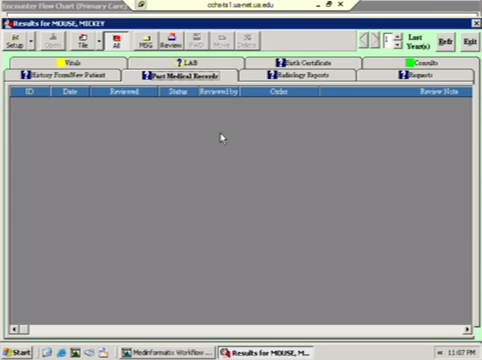 Encounter Flow Chart (Primary Care)
cchs-ts1.ua-net.ua.edu
Results for MOUSE, MICKEY
Setup Open Tile All MSG Review FWD Move Delete 1 Last Year(s) Refr Exit
Vitals ? LAB ? Birth Certificate Consults
? History Form/New Patient ? Past Medical Records ? Radiology Reports ? Requests
ID Date Reviewed Status Reviewed by Order Review Note
Start Medinformatix Workflow ... Results for MOUSE, M... 11:07 PM